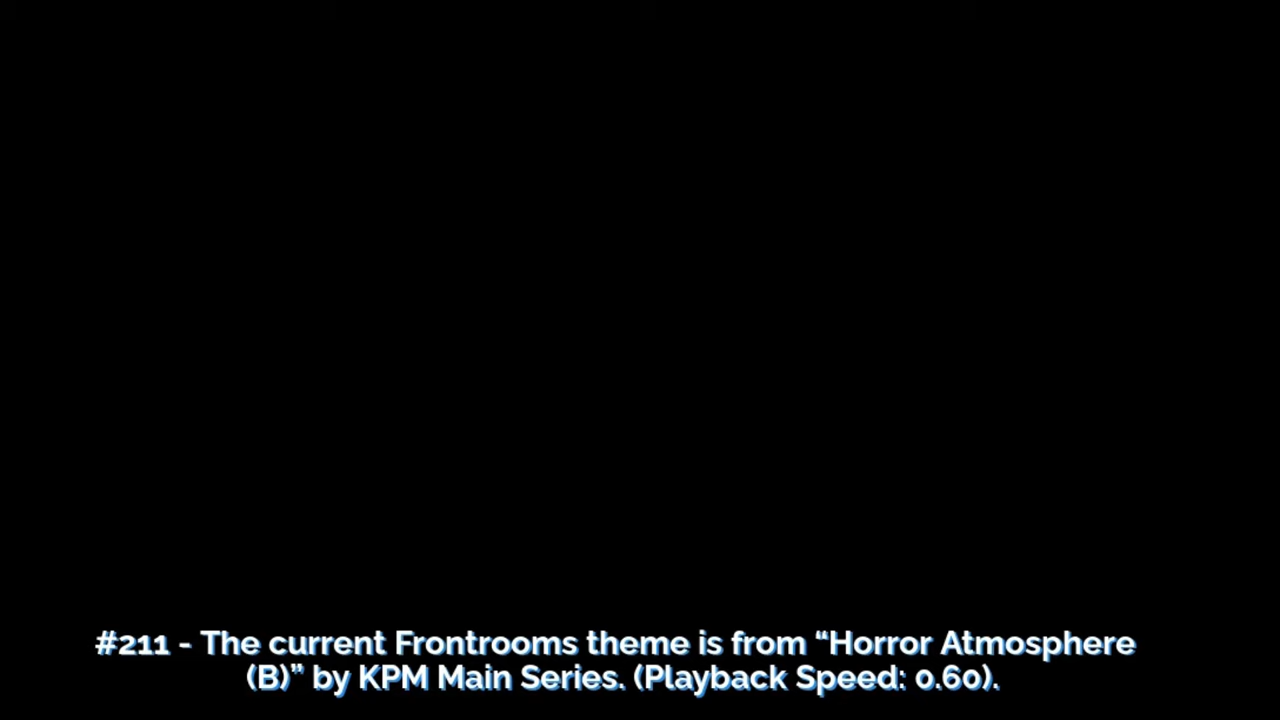 #211 - The current Frontrooms theme is from “Horror Atmosphere
(B)” by KPM Main Series. (Playback Speed: 0.60).